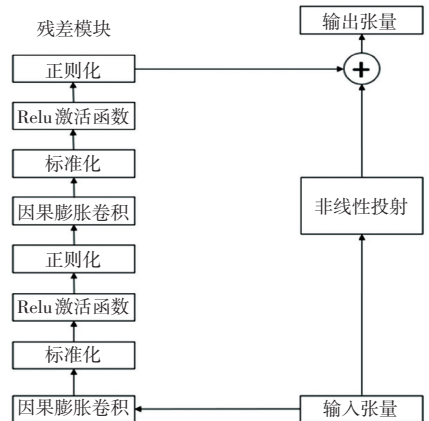 残差模块
输出张量
正则化
+
Relu激活函数
标准化
因果膨胀卷积
非线性投射
正则化
Relu激活函数
标准化
因果膨胀卷积
输入张量